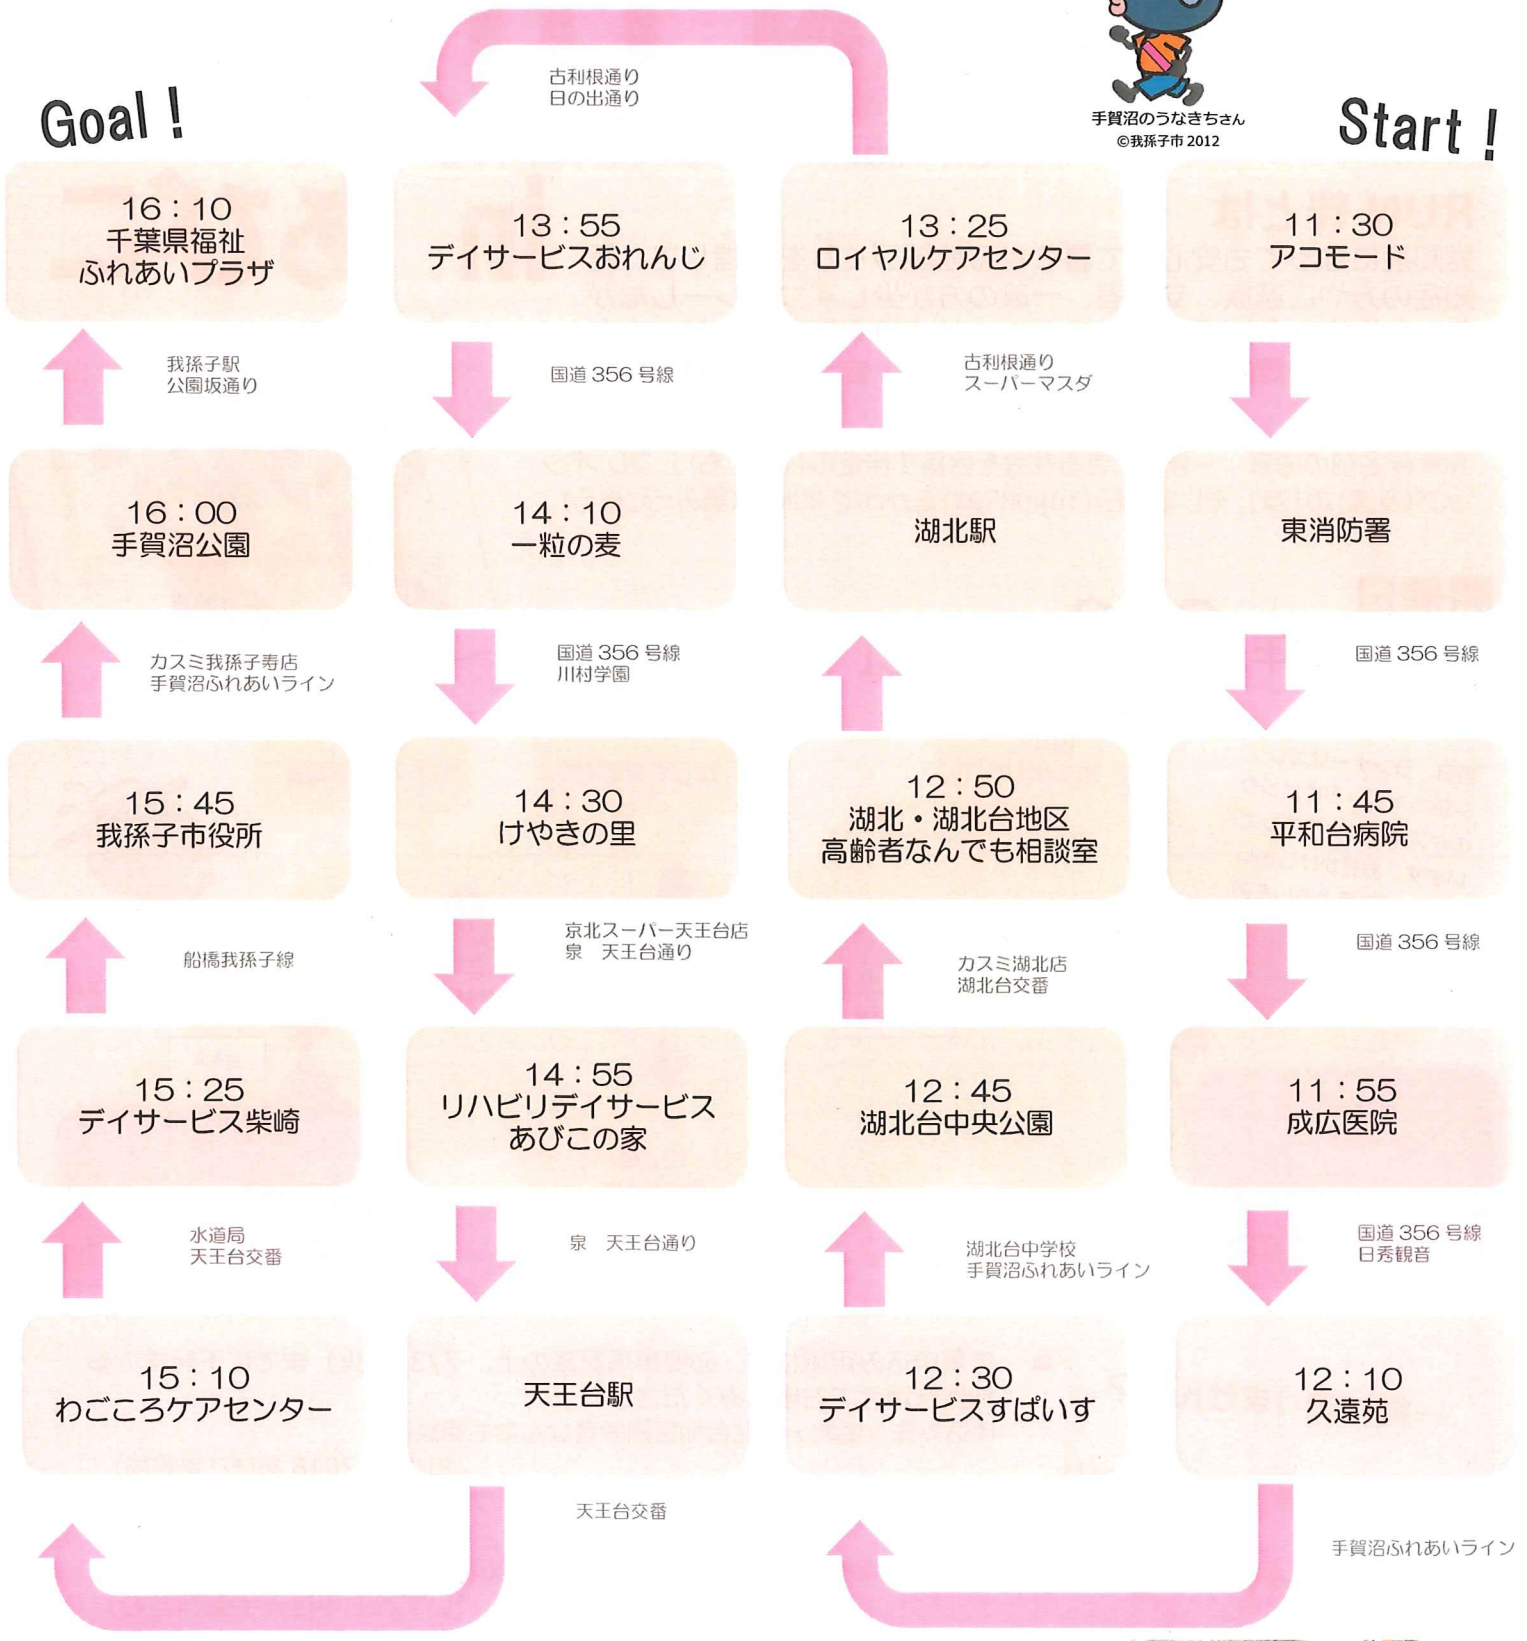 手賀沼のうなきちさん
©我孫子市 2012
Start！
11：30
アコモード
東消防署
国道 356 号線
11：45
平和台病院
国道 356 号線
11：55
成広医院
国道 356 号線
日秀観音
12：10
久遠苑
手賀沼ふれあいライン
12：30
デイサービスすぱいす
湖北台中学校
手賀沼ふれあいライン
12：45
湖北台中央公園
カスミ湖北店
湖北台交番
12：50
湖北・湖北台地区
高齢者なんでも相談室
湖北駅
古利根通り
スーパーマスダ
13：25
ロイヤルケアセンター
古利根通り
日の出通り
13：55
デイサービスおれんじ
国道 356 号線
14：10
一粒の麦
国道 356 号線
川村学園
14：30
けやきの里
京北スーパー天王台店
泉　天王台通り
14：55
リハビリデイサービス
あびこの家
泉　天王台通り
天王台駅
天王台交番
15：10
わごころケアセンター
水道局
天王台交番
15：25
デイサービス柴崎
船橋我孫子線
15：45
我孫子市役所
カスミ我孫子寿店
手賀沼ふれあいライン
16：00
手賀沼公園
我孫子駅
公園坂通り
16：10
千葉県福祉
ふれあいプラザ
Goal！